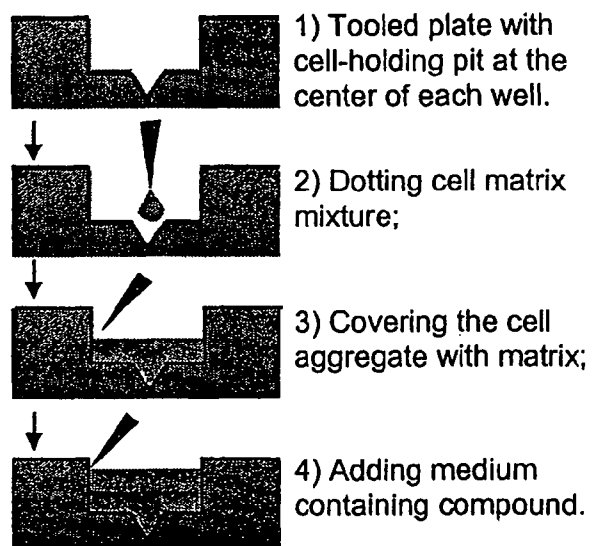 1) Tooled plate with
cell-holding pit at the
center of each well.
2) Dotting cell matrix
mixture;
3) Covering the cell
aggregate with matrix;
4) Adding medium
containing compound.